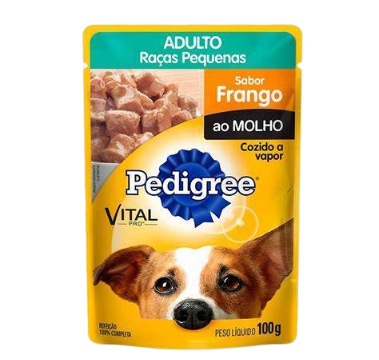 ADULTO
Raças Pequenas
Sabor
Frango
ao MOLHO
Cozido a
vapor
Pedigree
VITAL
PRO
REFEIÇÃO
100% COMPLETA
PESO LÍQUIDO 100g